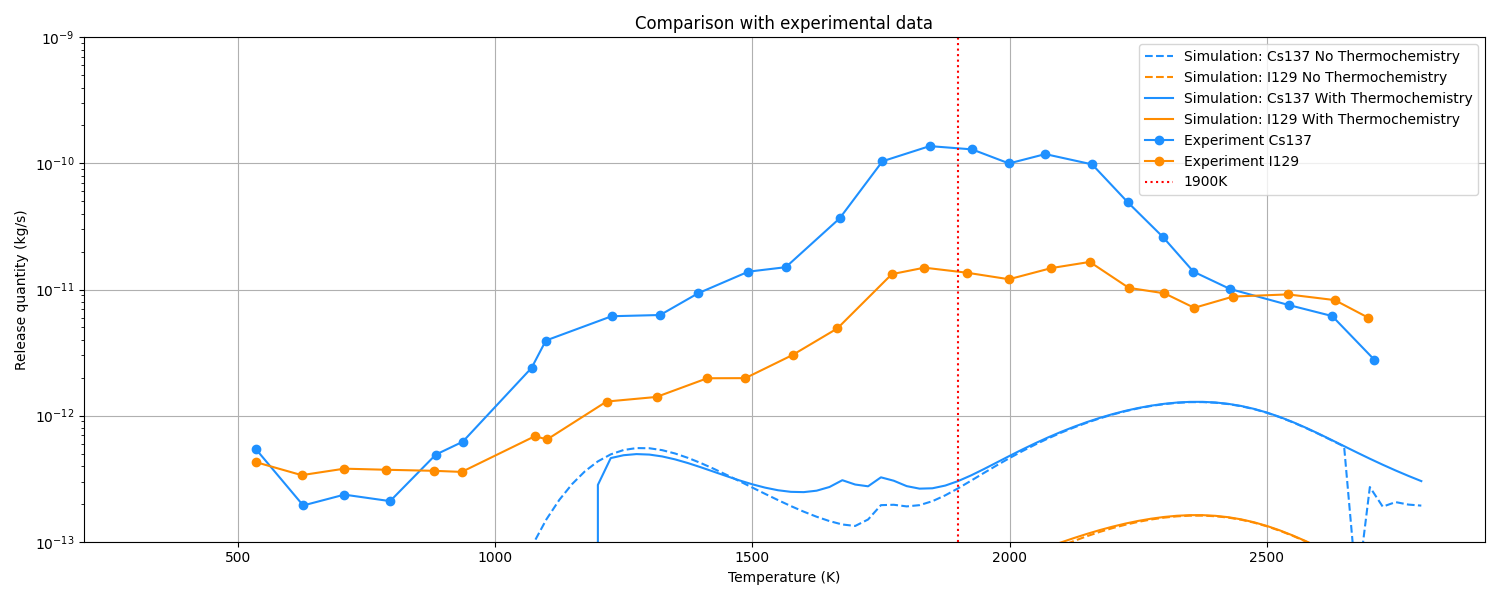 Comparison with experimental data
Release quantity (kg/s)
10⁻⁹
10⁻¹⁰
10⁻¹¹
10⁻¹²
10⁻¹³
Simulation: Cs137 No Thermochemistry
Simulation: I129 No Thermochemistry
Simulation: Cs137 With Thermochemistry
Simulation: I129 With Thermochemistry
Experiment Cs137
Experiment I129
1900K
500 1000 1500 2000 2500
Temperature (K)